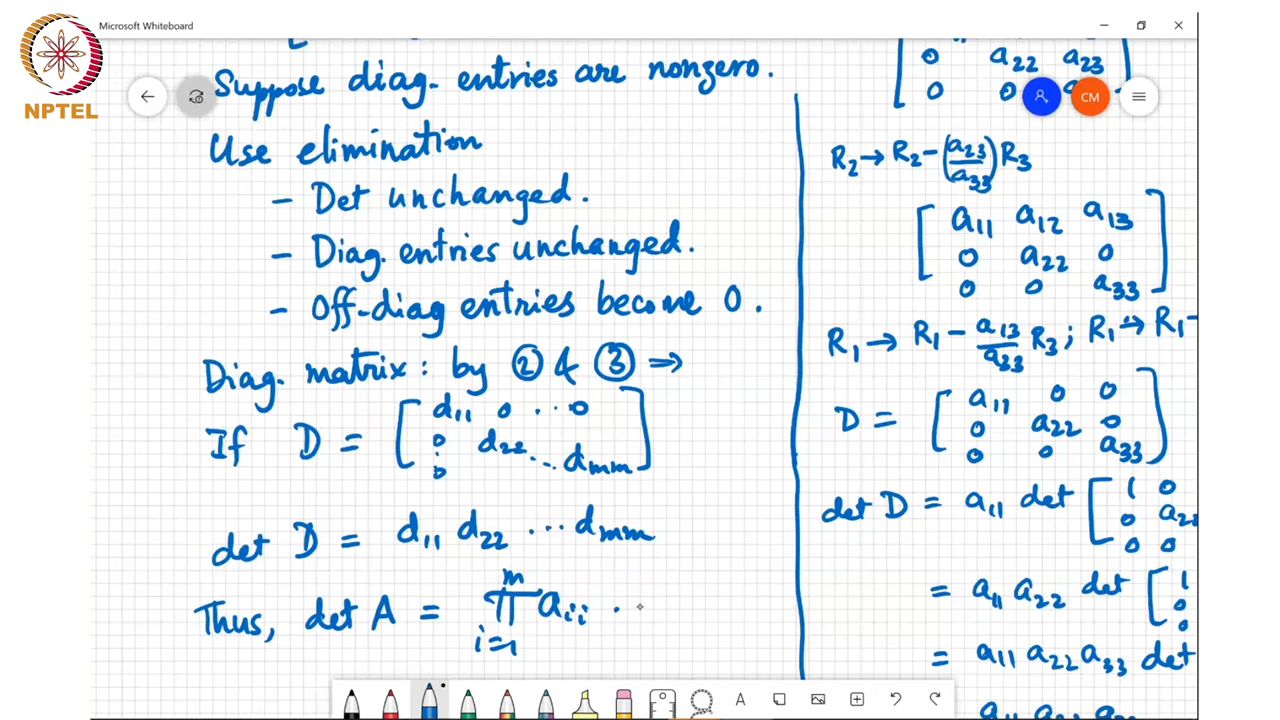 Microsoft Whiteboard
NPTEL
CM
Suppose diag. entries are nonzero.
Use elimination
- Det unchanged.
- Diag. entries unchanged.
- Off-diag entries become 0.
Diag. matrix: by ② & ③ ⇒
If D = [ d11 0 ... 0
0 d22
: 
0 ... dmm ]
det D = d11 d22 ... dmm
Thus, det A = ∏ i=1 m aii .
0 a22 a23
0 0
R2 → R2 - (a23/a33) R3
[ a11 a12 a13
0 a22 0
0 0 a33 ]
R1 → R1 - a13/a33 R3 ; R1 → R1 -
D = [ a11 0 0
0 a22 0
0 0 a33 ]
det D = a11 det [ 1 0
0 a22
0 0
= a11 a22 det [ 1
0
0
= a11 a22 a33 det
A